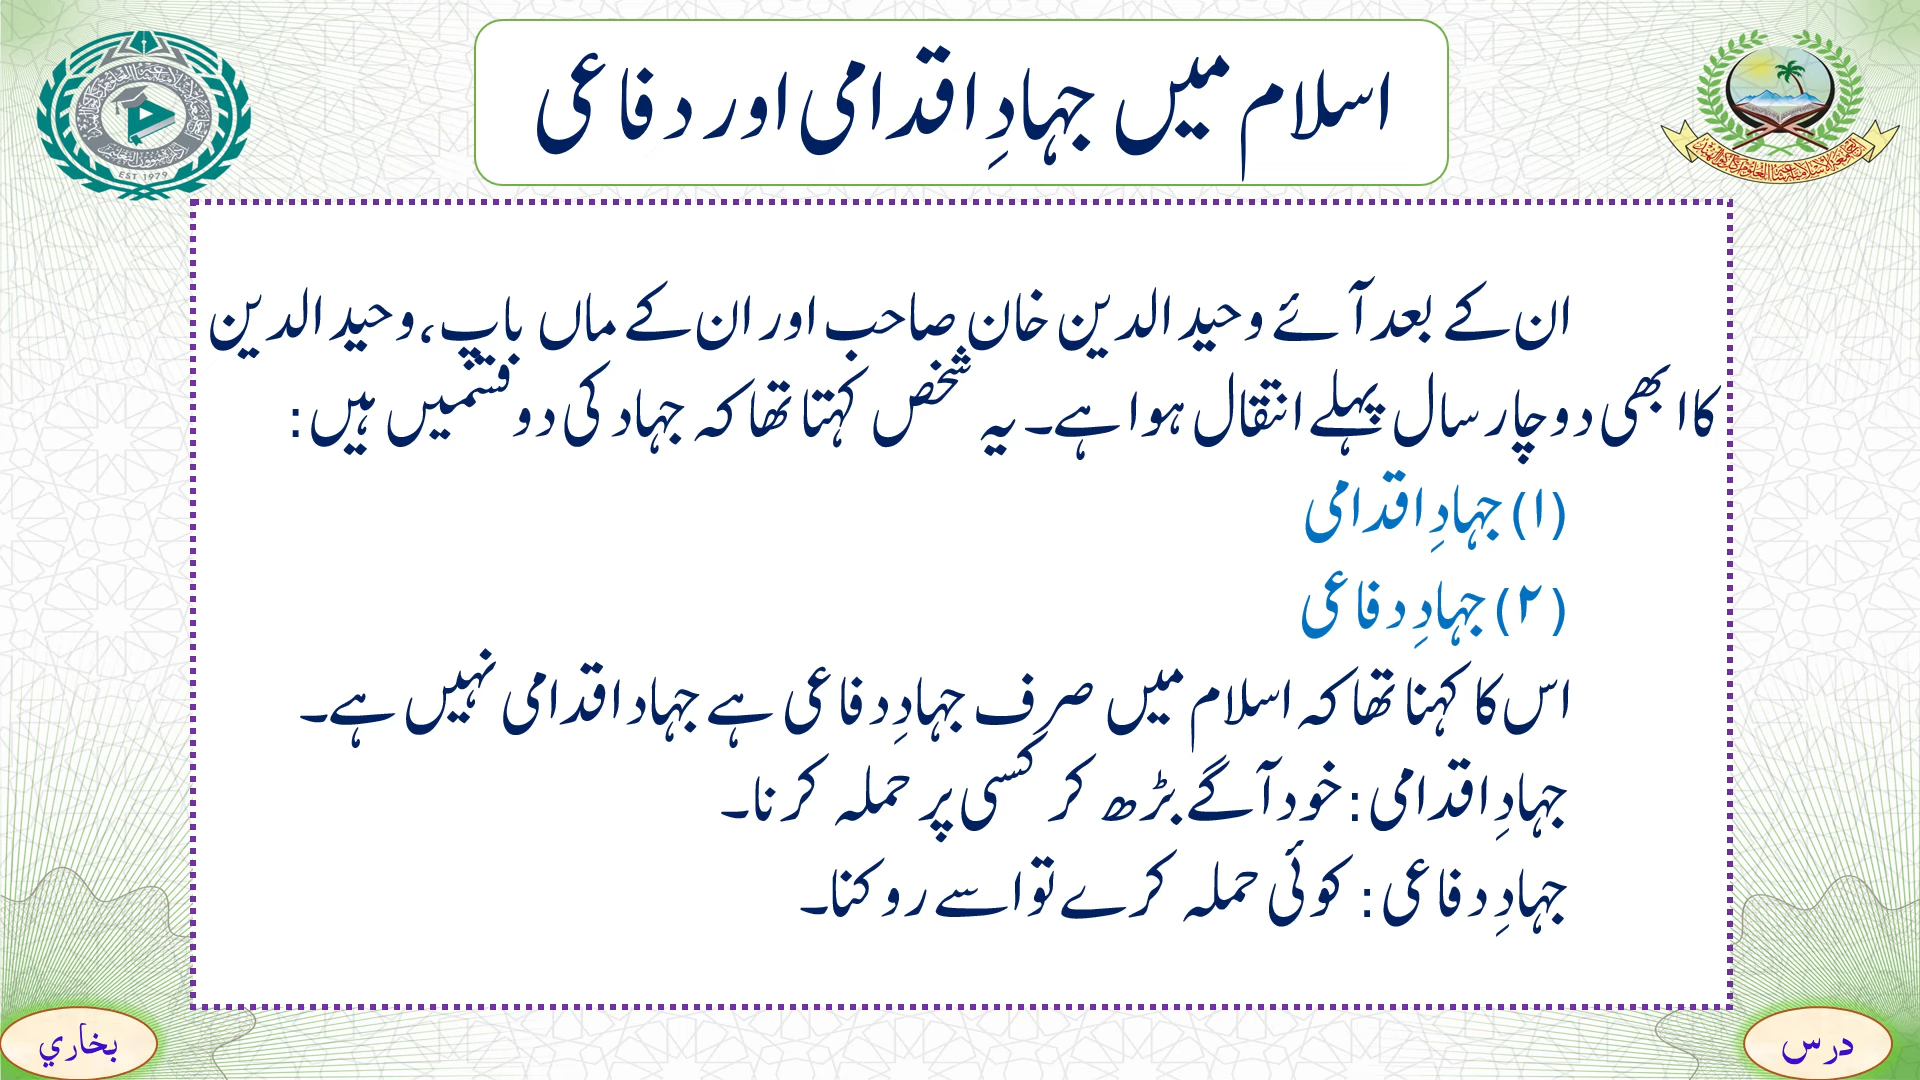 اسلام میں جہادِ اقدامی اور دفاعی
ان کے بعد آئے وحید الدین خان صاحب اور ان کے ماں باپ، وحید الدین
کا ابھی دو چار سال پہلے انتقال ہوا ہے۔ یہ شخص کہتا تھا کہ جہاد کی دو قسمیں ہیں:
(۱) جہادِ اقدامی
(۲) جہادِ دفاعی
اس کا کہنا تھا کہ اسلام میں صرف جہادِ دفاعی ہے جہاد اقدامی نہیں ہے۔
جہادِ اقدامی: خود آگے بڑھ کر کسی پر حملہ کرنا۔
جہادِ دفاعی: کوئی حملہ کرے تو اسے روکنا۔
درس
بخاري
EST 1979